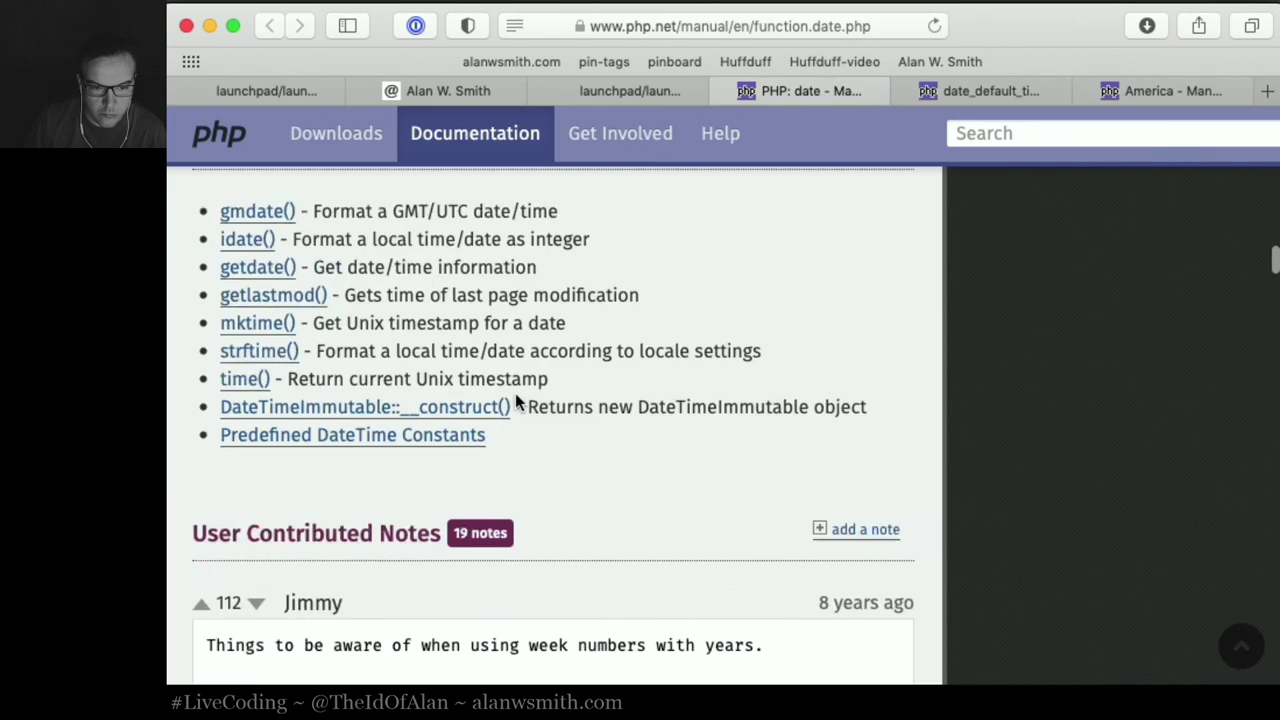 www.php.net/manual/en/function.date.php
alanwsmith.com pin-tags pinboard Huffduff Huffduff-video Alan W. Smith
launchpad/laun... @ Alan W. Smith launchpad/laun... php PHP: date - Ma... php date_default_ti... php America - Man...
php Downloads Documentation Get Involved Help Search
gmdate() - Format a GMT/UTC date/time
idate() - Format a local time/date as integer
getdate() - Get date/time information
getlastmod() - Gets time of last page modification
mktime() - Get Unix timestamp for a date
strftime() - Format a local time/date according to locale settings
time() - Return current Unix timestamp
DateTimeImmutable::__construct() - Returns new DateTimeImmutable object
Predefined DateTime Constants
User Contributed Notes 19 notes add a note
112 Jimmy 8 years ago
Things to be aware of when using week numbers with years.
#LiveCoding ~ @TheIdOfAlan ~ alanwsmith.com